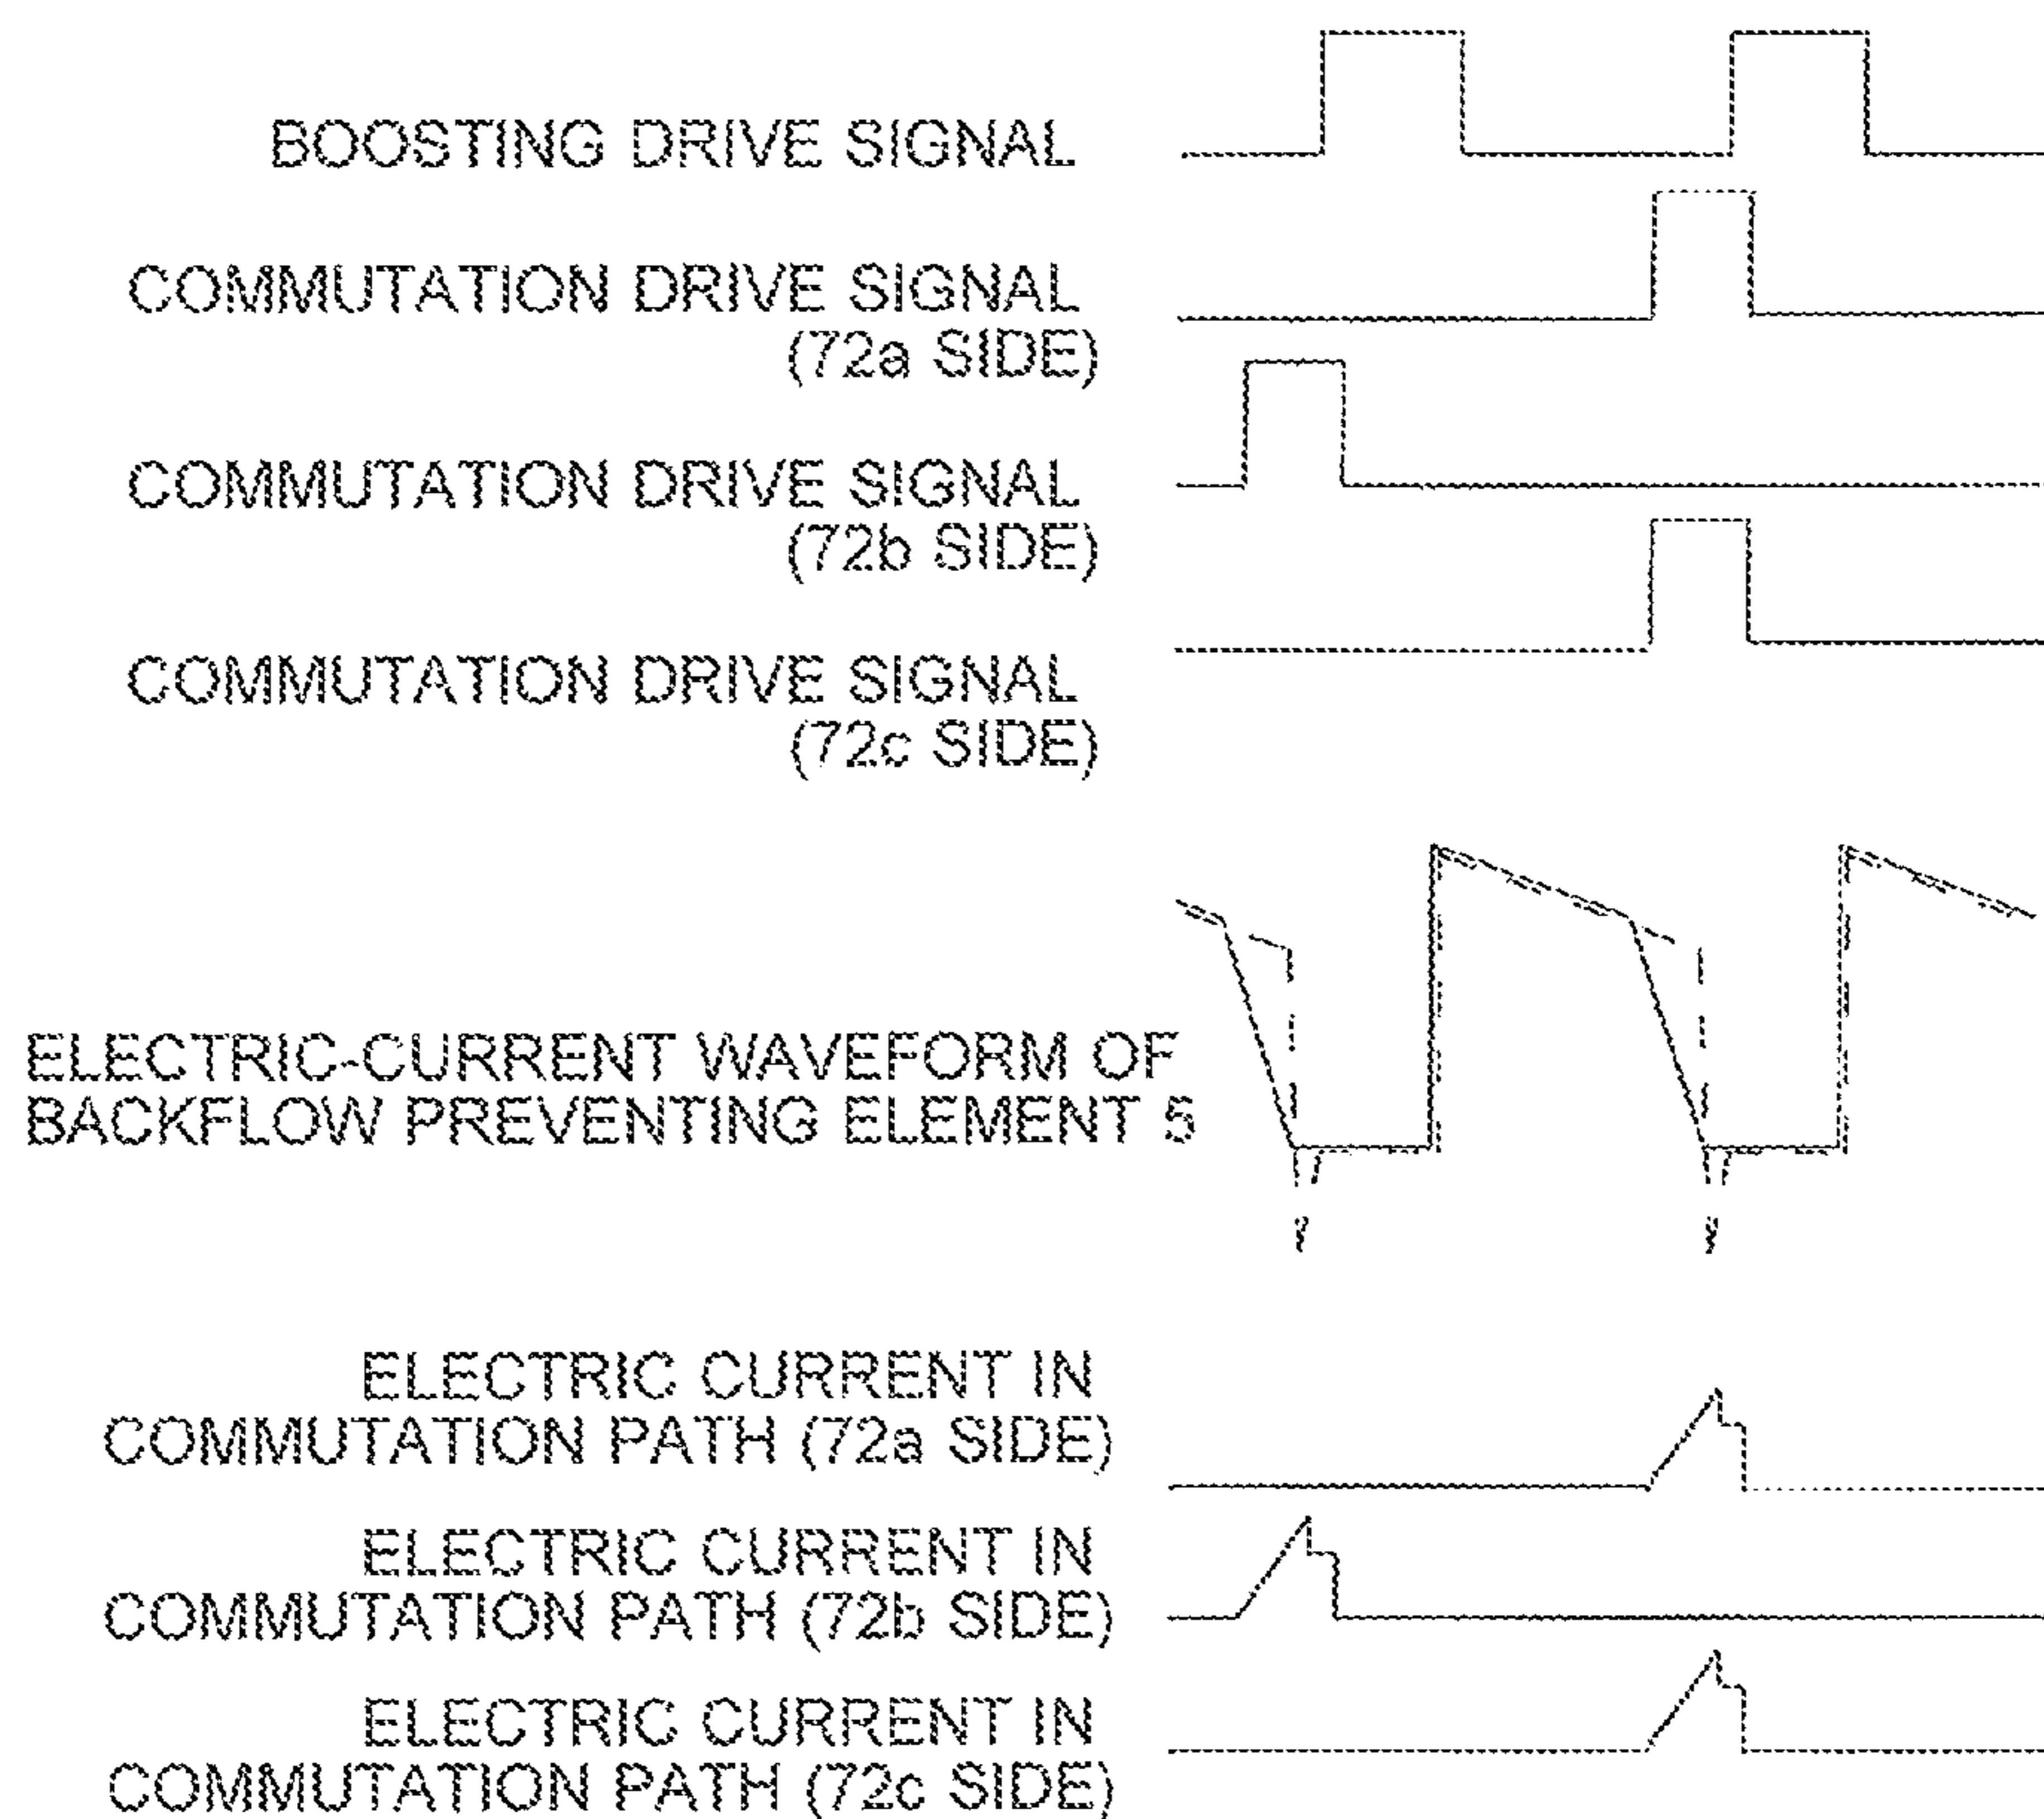 BOOSTING DRIVE SIGNAL
COMMUTATION DRIVE SIGNAL
(72a SIDE)
COMMUTATION DRIVE SIGNAL
(72b SIDE)
COMMUTATION DRIVE SIGNAL
(72c SIDE)
ELECTRIC-CURRENT WAVEFORM OF
BACKFLOW PREVENTING ELEMENT 5
ELECTRIC CURRENT IN
COMMUTATION PATH (72a SIDE)
ELECTRIC CURRENT IN
COMMUTATION PATH (72b SIDE)
ELECTRIC CURRENT IN
COMMUTATION PATH (72c SIDE)